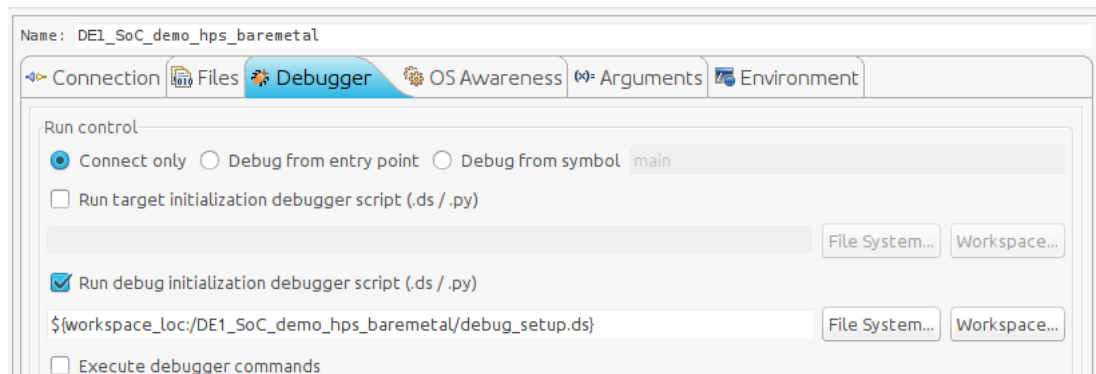 Name: DE1_SoC_demo_hps_baremetal
Connection Files Debugger OS Awareness (x)= Arguments Environment
Run control
Connect only Debug from entry point Debug from symbol main
Run target initialization debugger script (.ds / .py)
File System... Workspace...
Run debug initialization debugger script (.ds / .py)
${workspace_loc:/DE1_SoC_demo_hps_baremetal/debug_setup.ds} File System... Workspace...
Execute debugger commands